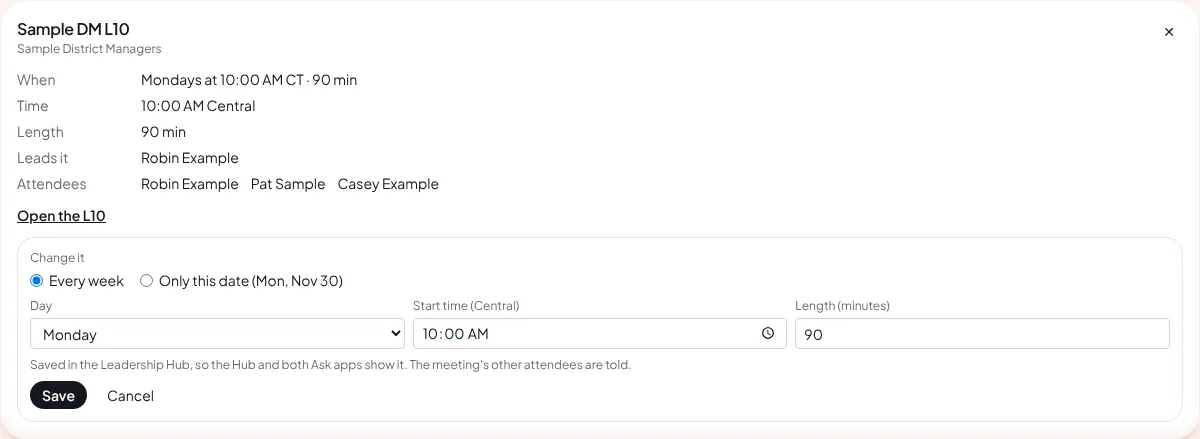 Sample DM L10
Sample District Managers
When Mondays at 10:00 AM CT · 90 min
Time 10:00 AM Central
Length 90 min
Leads it Robin Example
Attendees Robin Example Pat Sample Casey Example
Open the L10
Change it
Every week Only this date (Mon, Nov 30)
Day Start time (Central) Length (minutes)
Monday 10:00 AM 90
Saved in the Leadership Hub, so the Hub and both Ask apps show it. The meeting's other attendees are told.
Save Cancel